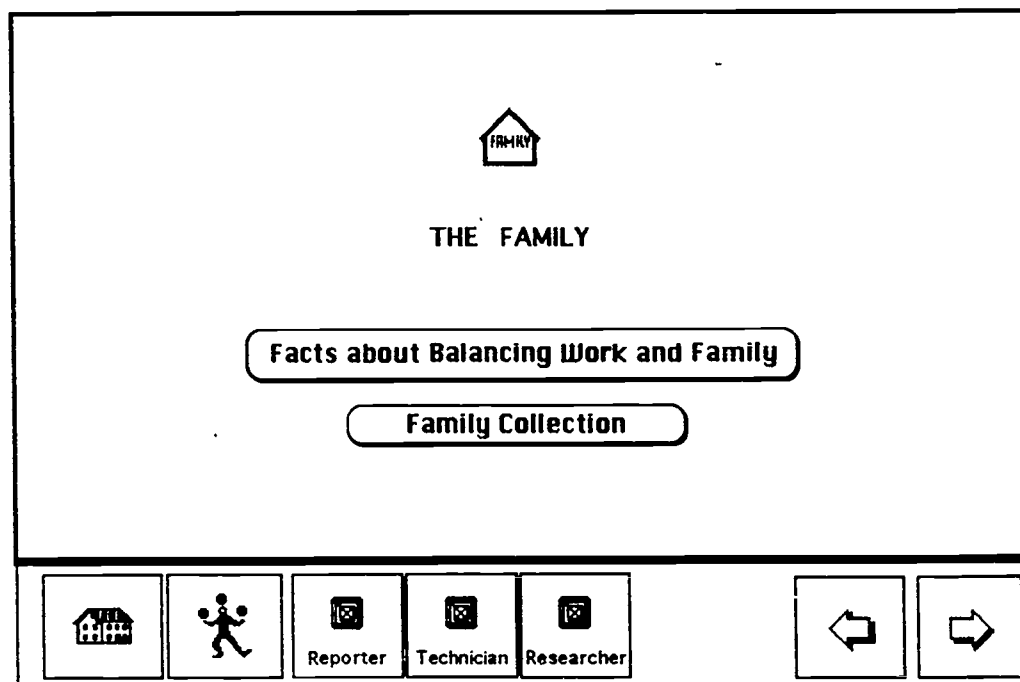 FAMILY
THE FAMILY
Facts about Balancing Work and Family
Family Collection
Reporter
Technician
Researcher